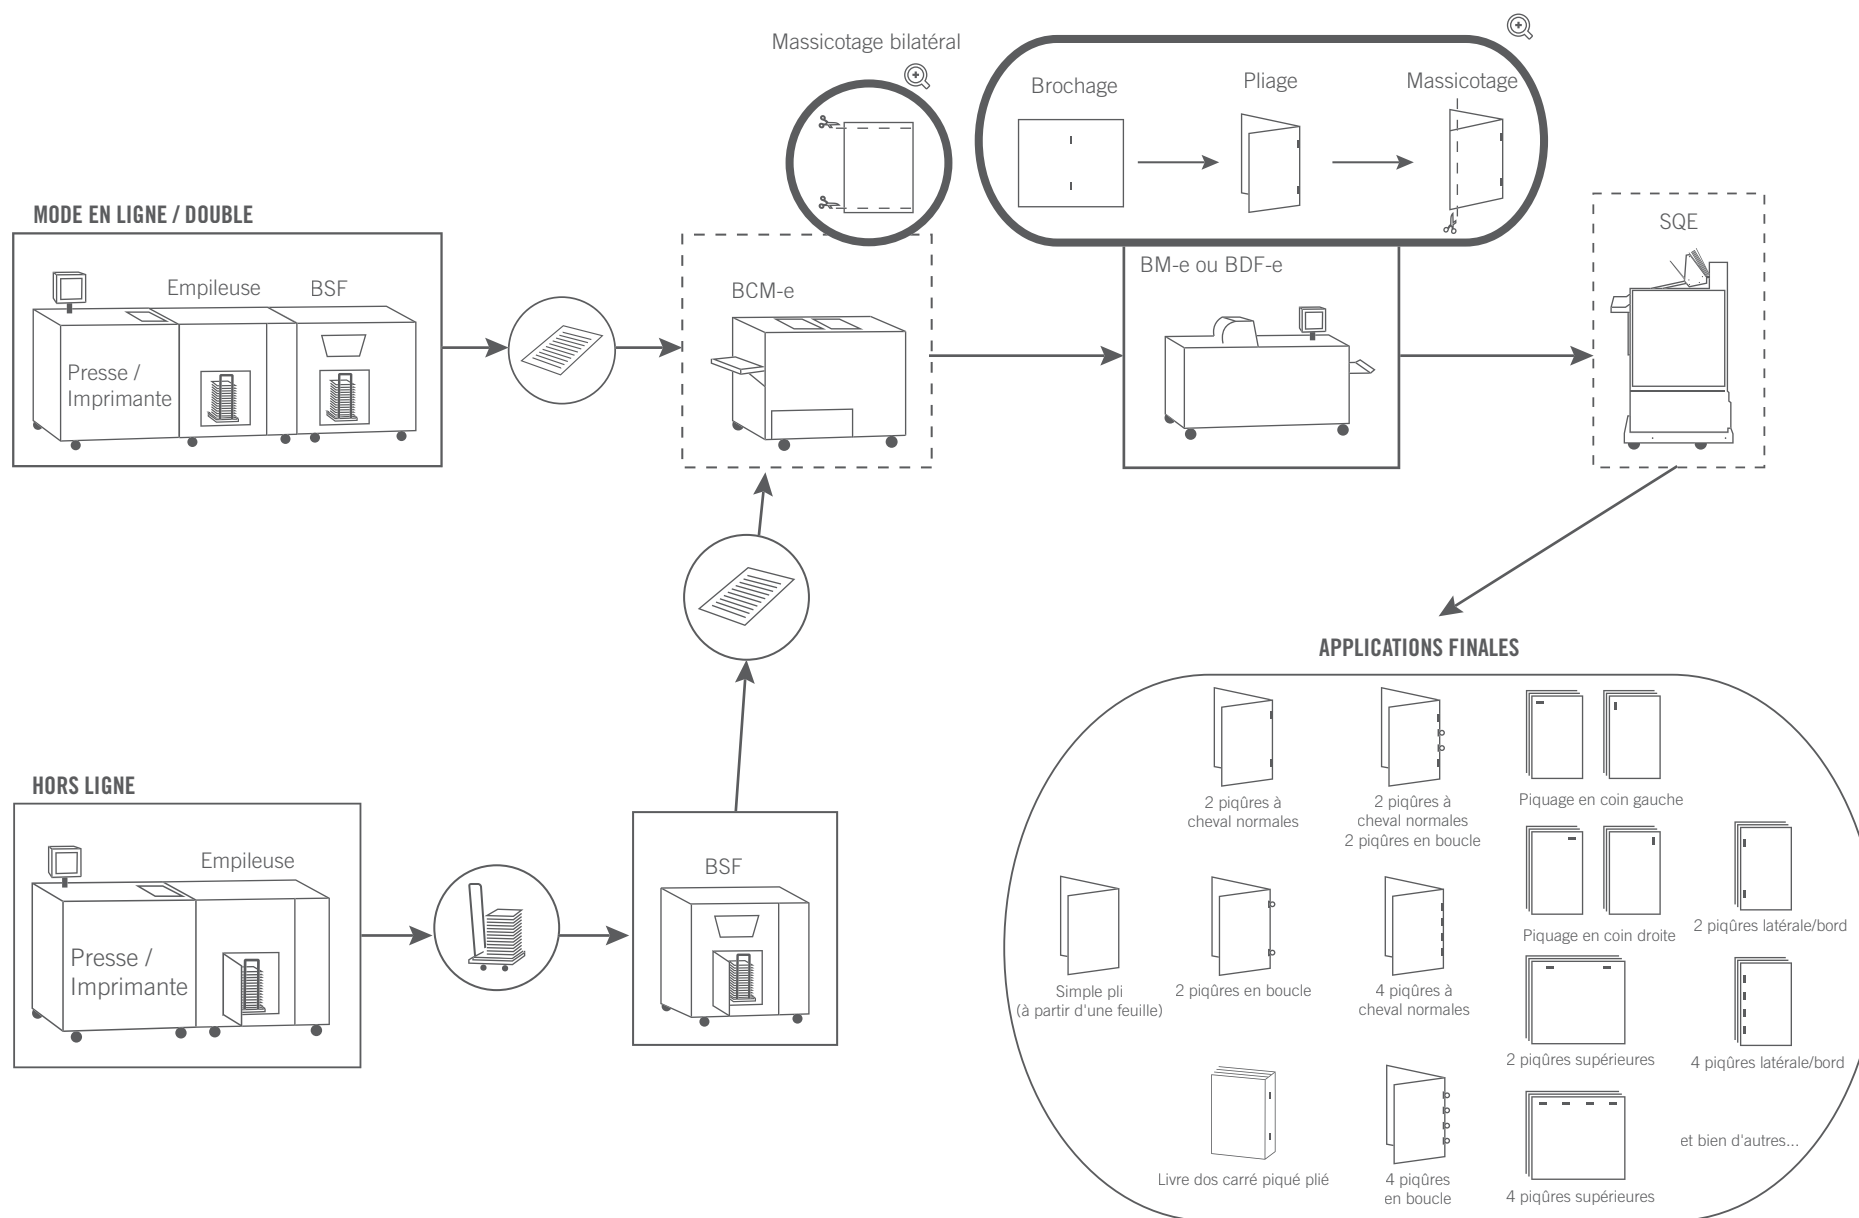 Massicotage bilatéral
Brochage
Pliage
Massicotage
MODE EN LIGNE / DOUBLE
Empileuse
BSF
Presse /
Imprimante
BCM-e
BM-e ou BDF-e
SQE
HORS LIGNE
Empileuse
Presse /
Imprimante
BSF
APPLICATIONS FINALES
2 piqûres à
cheval normales
2 piqûres à
cheval normales
2 piqûres en boucle
Piquage en coin gauche
Piquage en coin droite
2 piqûres latérale/bord
Simple pli
(à partir d'une feuille)
2 piqûres en boucle
4 piqûres à
cheval normales
2 piqûres supérieures
4 piqûres latérale/bord
Livre dos carré piqué plié
4 piqûres
en boucle
4 piqûres supérieures
et bien d'autres...